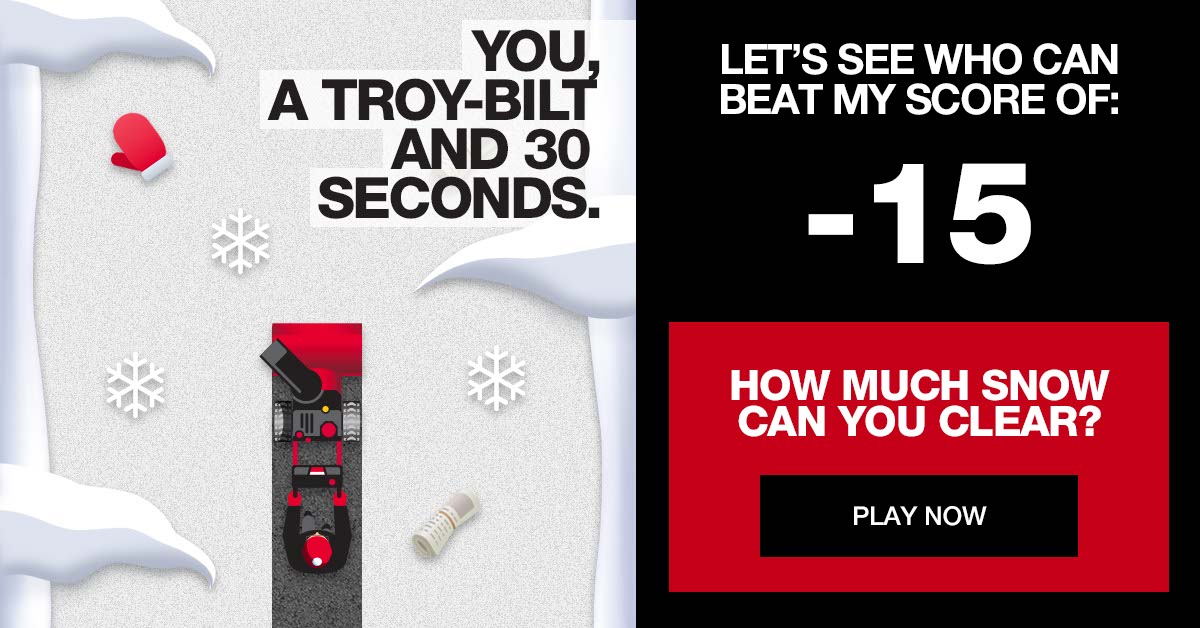 YOU,
A TROY-BILT
AND 30
SECONDS.
LET’S SEE WHO CAN
BEAT MY SCORE OF:
-15
HOW MUCH SNOW
CAN YOU CLEAR?
PLAY NOW